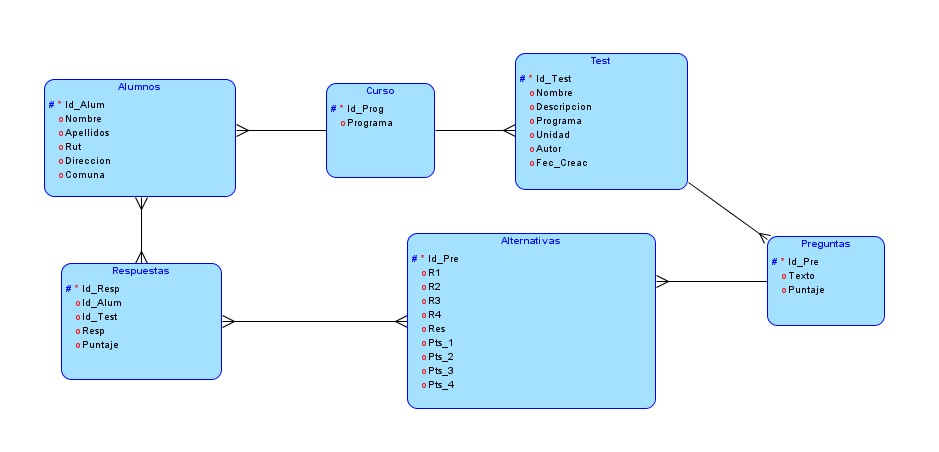 Alumnos
# * Id_Alum
o Nombre
o Apellidos
o Rut
o Direccion
o Comuna
Curso
# * Id_Prog
o Programa
Test
# * Id_Test
o Nombre
o Descripcion
o Programa
o Unidad
o Autor
o Fec_Creac
Respuestas
# * Id_Resp
o Id_Alum
o Id_Test
o Resp
o Puntaje
Alternativas
# * Id_Pre
o R1
o R2
o R3
o R4
o Res
o Pts_1
o Pts_2
o Pts_3
o Pts_4
Preguntas
# * Id_Pre
o Texto
o Puntaje